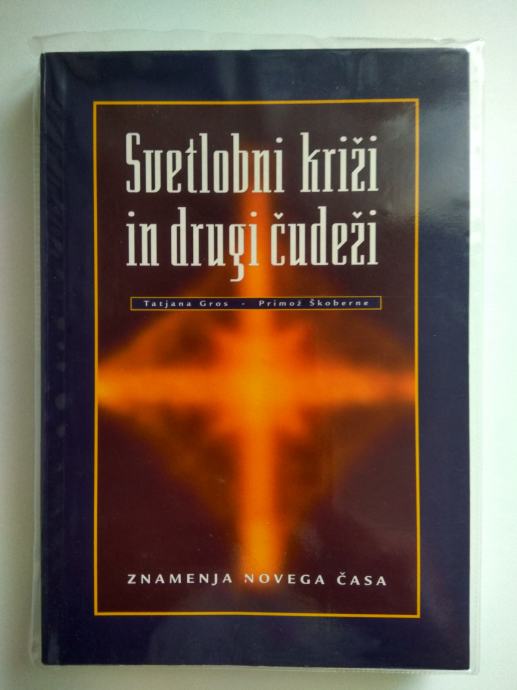 Svetlobni križi
in drugi čudeži
Tatjana Gros - Primož Škoberne
ZNAMENJA NOVEGA ČASA